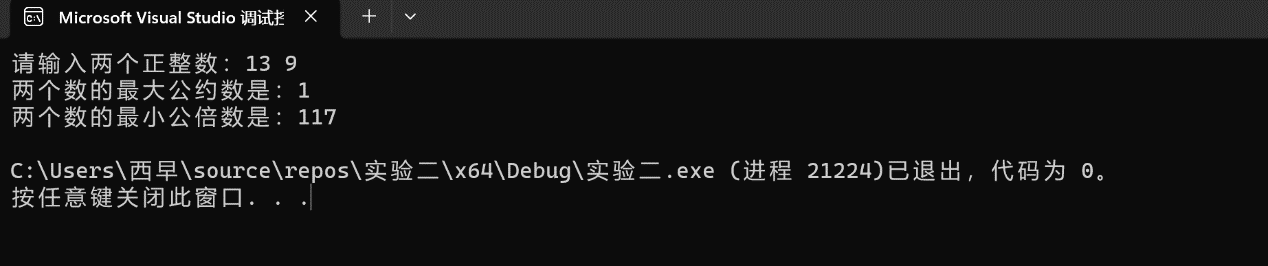 Microsoft Visual Studio 调试控
请输入两个正整数: 13 9
两个数的最大公约数是: 1
两个数的最小公倍数是: 117
C:\Users\西早\source\repos\实验二\x64\Debug\实验二.exe (进程 21224)已退出，代码为 0。
按任意键关闭此窗口. . .